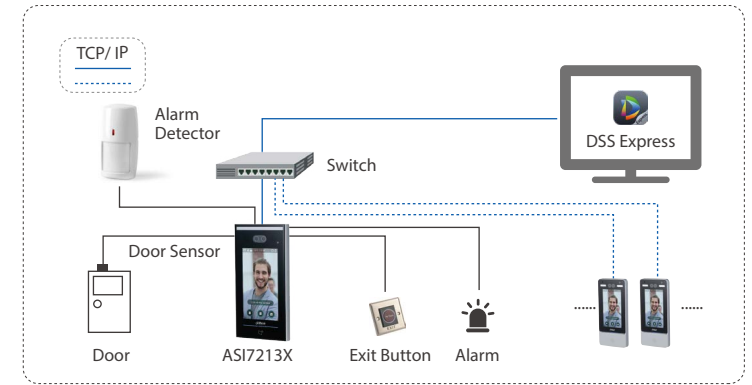 TCP/ IP
Alarm
Detector
DSS Express
Switch
Door Sensor
Door
ASI7213X
Exit Button
Alarm